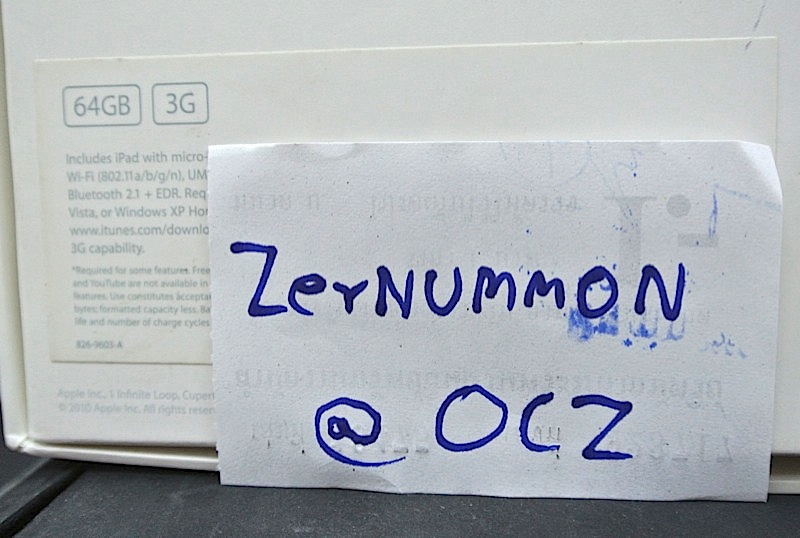 64GB 3G
Includes iPad with micro-
Wi-Fi (802.11a/b/g/n), UM
Bluetooth 2.1 + EDR. Req
Vista, or Windows XP Ho
www.itunes.com/downlo
3G capability.
*Required for some features. Free
and YouTube are not available in
features. Use constitutes accepta
bytes; formatted capacity less. Ba
life and number of charge cycles
826-9603-A
Apple Inc., 1 Infinite Loop, Cuper
© 2010 Apple Inc. All rights reser
ZerNUMMON
@ OCZ